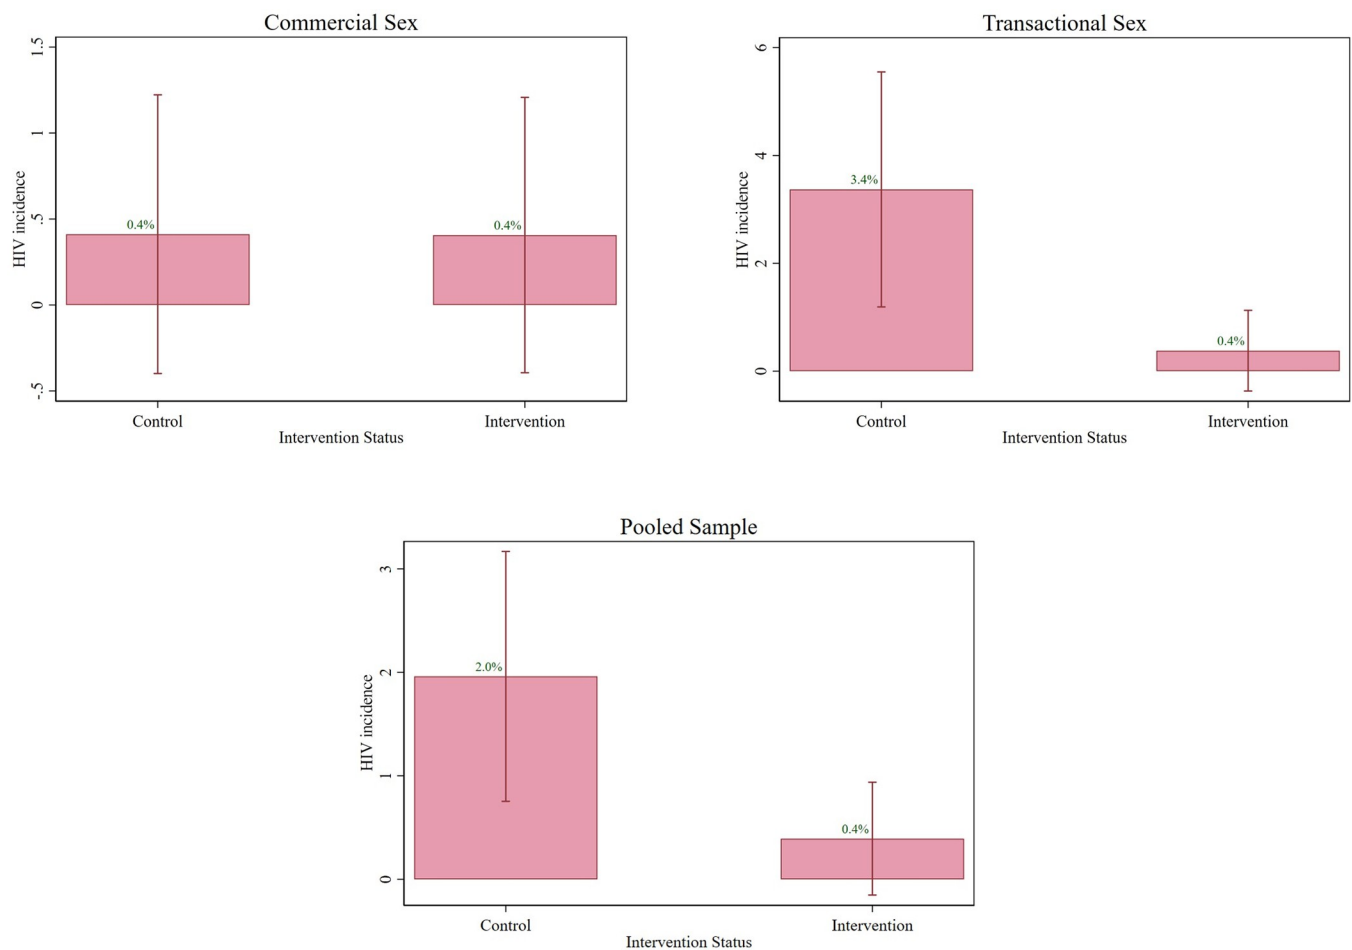 Commercial Sex
HIV incidence
1.5
1
.5
0
-.5
0.4%
0.4%
Control
Intervention
Intervention Status
Transactional Sex
HIV incidence
6
4
2
0
3.4%
0.4%
Control
Intervention
Intervention Status
Pooled Sample
HIV incidence
3
2
1
0
2.0%
0.4%
Control
Intervention
Intervention Status